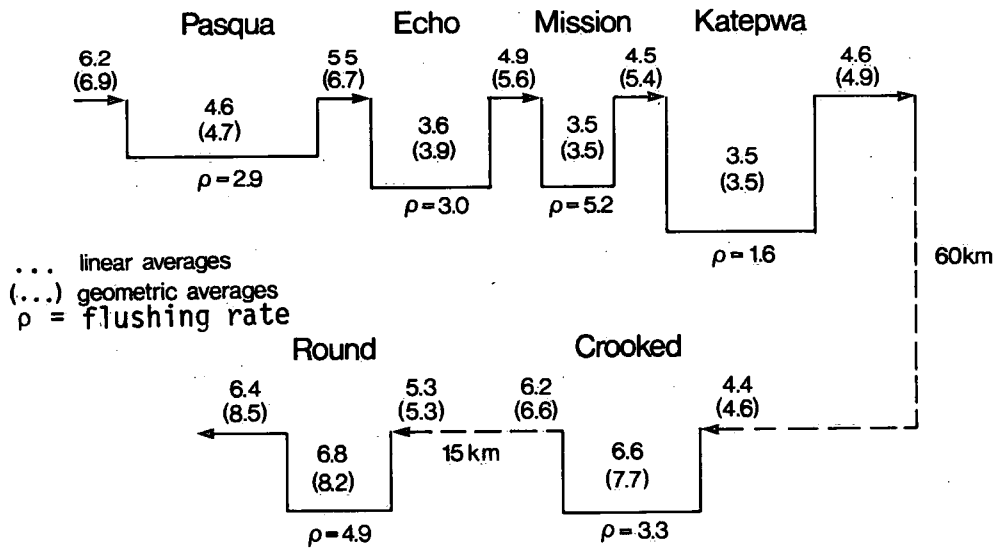 Pasqua Echo Mission Katepwa
6.2 5 5 4.9 4.5 4.6
(6.9) (6.7) (5.6) (5.4) (4.9)
4.6 3.6 3.5 3.5
(4.7) (3.9) (3.5) (3.5)
ρ = 2.9 ρ = 3.0 ρ = 5.2 ρ = 1.6
60km
... linear averages
(...) geometric averages
ρ = flushing rate
Round Crooked
6.4 5.3 6.2 4.4
(8.5) (5.3) (6.6) (4.6)
15 km
6.8 6.6
(8.2) (7.7)
ρ = 4.9 ρ = 3.3